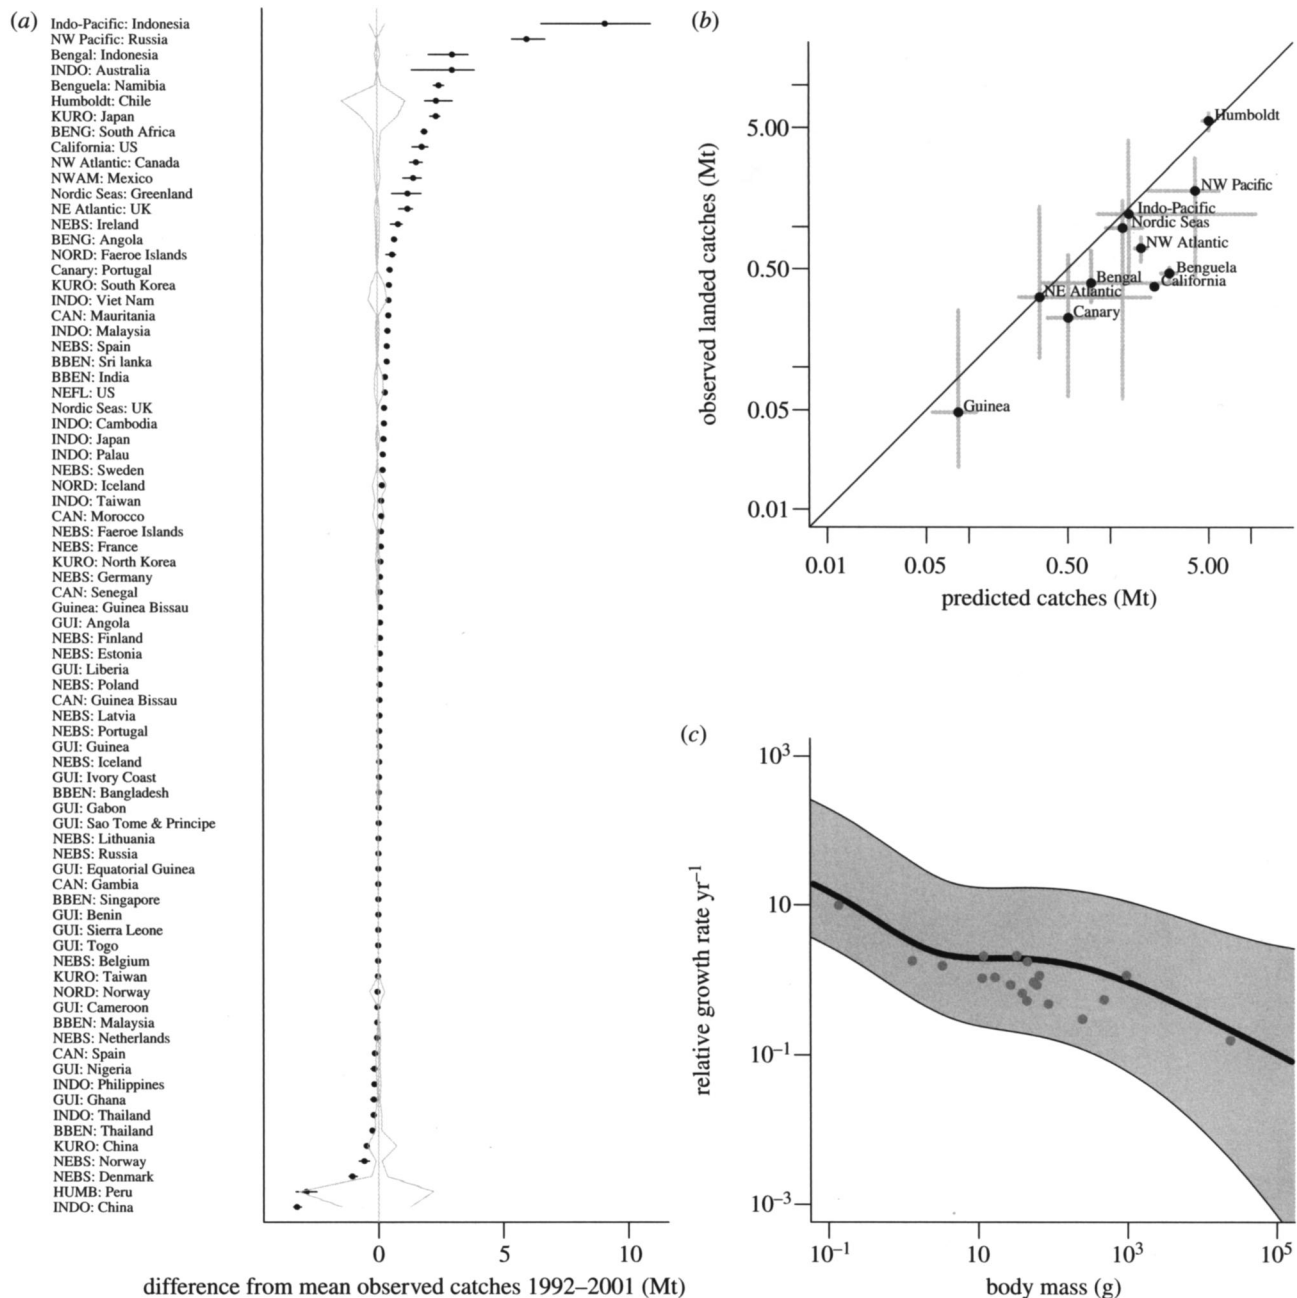 (a)
Indo-Pacific: Indonesia
NW Pacific: Russia
Bengal: Indonesia
INDO: Australia
Benguela: Namibia
Humboldt: Chile
KURO: Japan
BENG: South Africa
California: US
NW Atlantic: Canada
NWAM: Mexico
Nordic Seas: Greenland
NE Atlantic: UK
NEBS: Ireland
BENG: Angola
NORD: Faeroe Islands
Canary: Portugal
KURO: South Korea
INDO: Viet Nam
CAN: Mauritania
INDO: Malaysia
NEBS: Spain
BBEN: Sri lanka
BBEN: India
NEFL: US
Nordic Seas: UK
INDO: Cambodia
INDO: Japan
INDO: Palau
NEBS: Sweden
NORD: Iceland
INDO: Taiwan
CAN: Morocco
NEBS: Faeroe Islands
NEBS: France
KURO: North Korea
NEBS: Germany
CAN: Senegal
Guinea: Guinea Bissau
GUI: Angola
NEBS: Finland
NEBS: Estonia
GUI: Liberia
NEBS: Poland
CAN: Guinea Bissau
NEBS: Latvia
NEBS: Portugal
GUI: Guinea
NEBS: Iceland
GUI: Ivory Coast
BBEN: Bangladesh
GUI: Gabon
GUI: Sao Tome & Principe
NEBS: Lithuania
NEBS: Russia
GUI: Equatorial Guinea
CAN: Gambia
BBEN: Singapore
GUI: Benin
GUI: Sierra Leone
GUI: Togo
NEBS: Belgium
KURO: Taiwan
NORD: Norway
GUI: Cameroon
BBEN: Malaysia
NEBS: Netherlands
CAN: Spain
GUI: Nigeria
INDO: Philippines
GUI: Ghana
INDO: Thailand
BBEN: Thailand
KURO: China
NEBS: Norway
NEBS: Denmark
HUMB: Peru
INDO: China
0 5 10
difference from mean observed catches 1992–2001 (Mt)
(b)
observed landed catches (Mt)
5.00
0.50
0.05
0.01
Humboldt
NW Pacific
Indo-Pacific
Nordic Seas
NW Atlantic
Benguela
Bengal
California
NE Atlantic
Canary
Guinea
0.01 0.05 0.50 5.00
predicted catches (Mt)
(c)
relative growth rate yr⁻¹
10³
10
10⁻¹
10⁻³
10⁻¹ 10 10³ 10⁵
body mass (g)